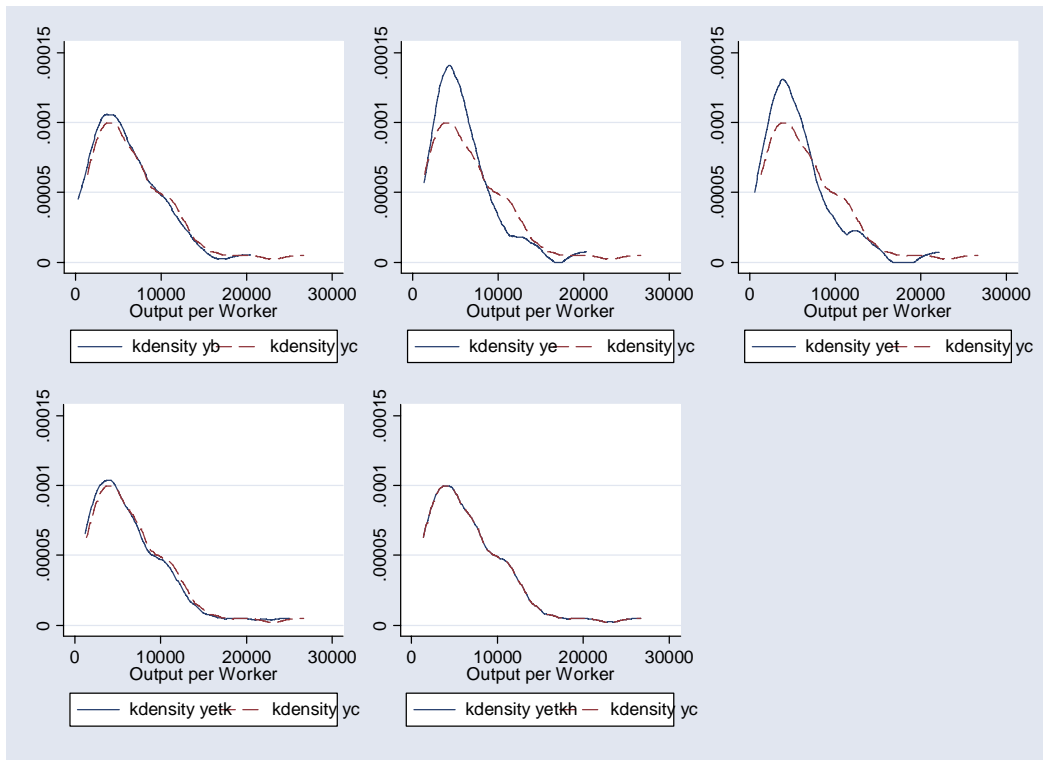 .00015
.0001
.00005
0
0 10000 20000 30000
Output per Worker
kdensity yb kdensity yc
.00015
.0001
.00005
0
0 10000 20000 30000
Output per Worker
kdensity ye kdensity yc
.00015
.0001
.00005
0
0 10000 20000 30000
Output per Worker
kdensity yet kdensity yc
.00015
.0001
.00005
0
0 10000 20000 30000
Output per Worker
kdensity yetk kdensity yc
.00015
.0001
.00005
0
0 10000 20000 30000
Output per Worker
kdensity yetkh kdensity yc